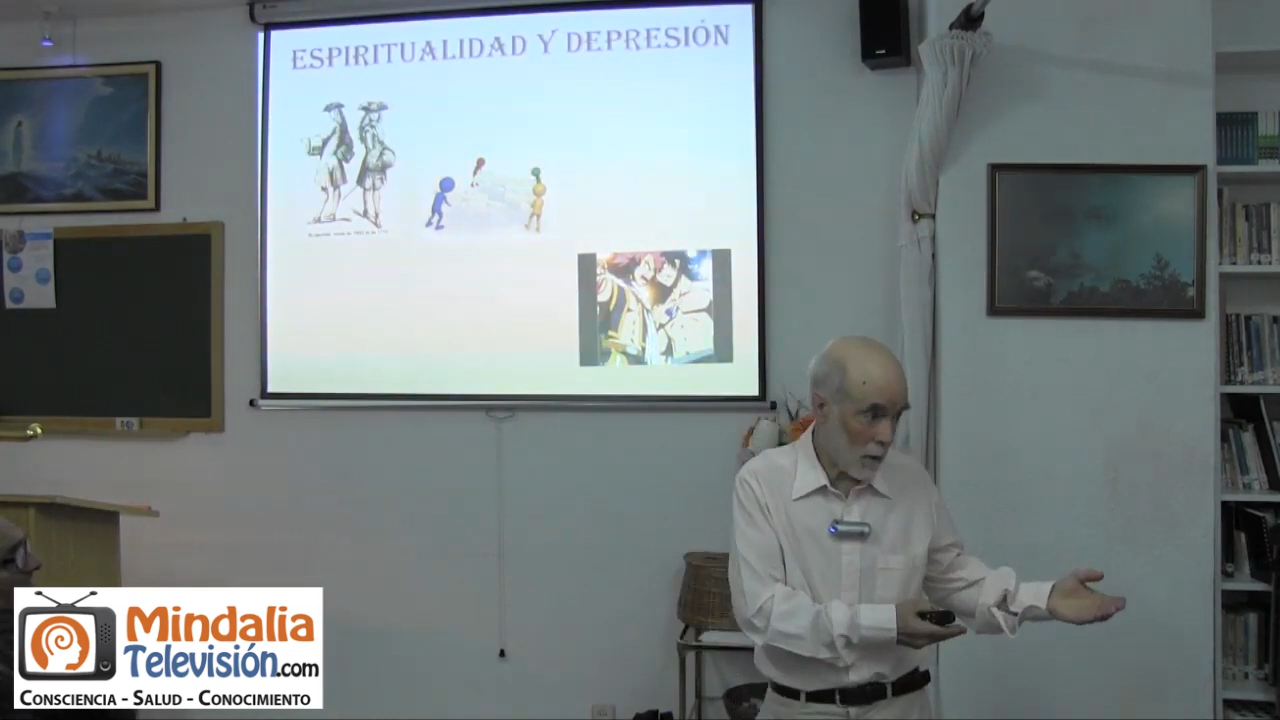 ESPIRITUALIDAD Y DEPRESIÓN
Mindalia
Televisión.com
CONSCIENCIA - SALUD - CONOCIMIENTO